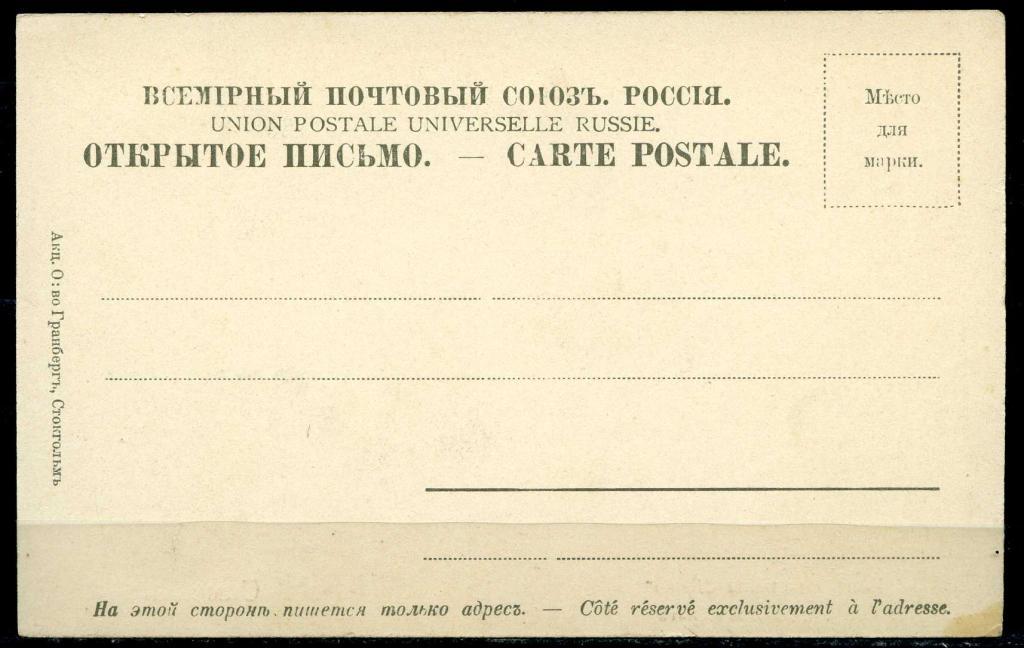 ВСЕМІРНЫЙ ПОЧТОВЫЙ СОЮЗЪ. РОССІЯ.
UNION POSTALE UNIVERSELLE RUSSIE.
ОТКРЫТОЕ ПИСЬМО. — CARTE POSTALE.
Мѣсто
для
марки.
Акц. О:во Гранбергъ, Стокгольмъ
На этой сторонѣ пишется только адресъ. — Côté réservé exclusivement à l'adresse.